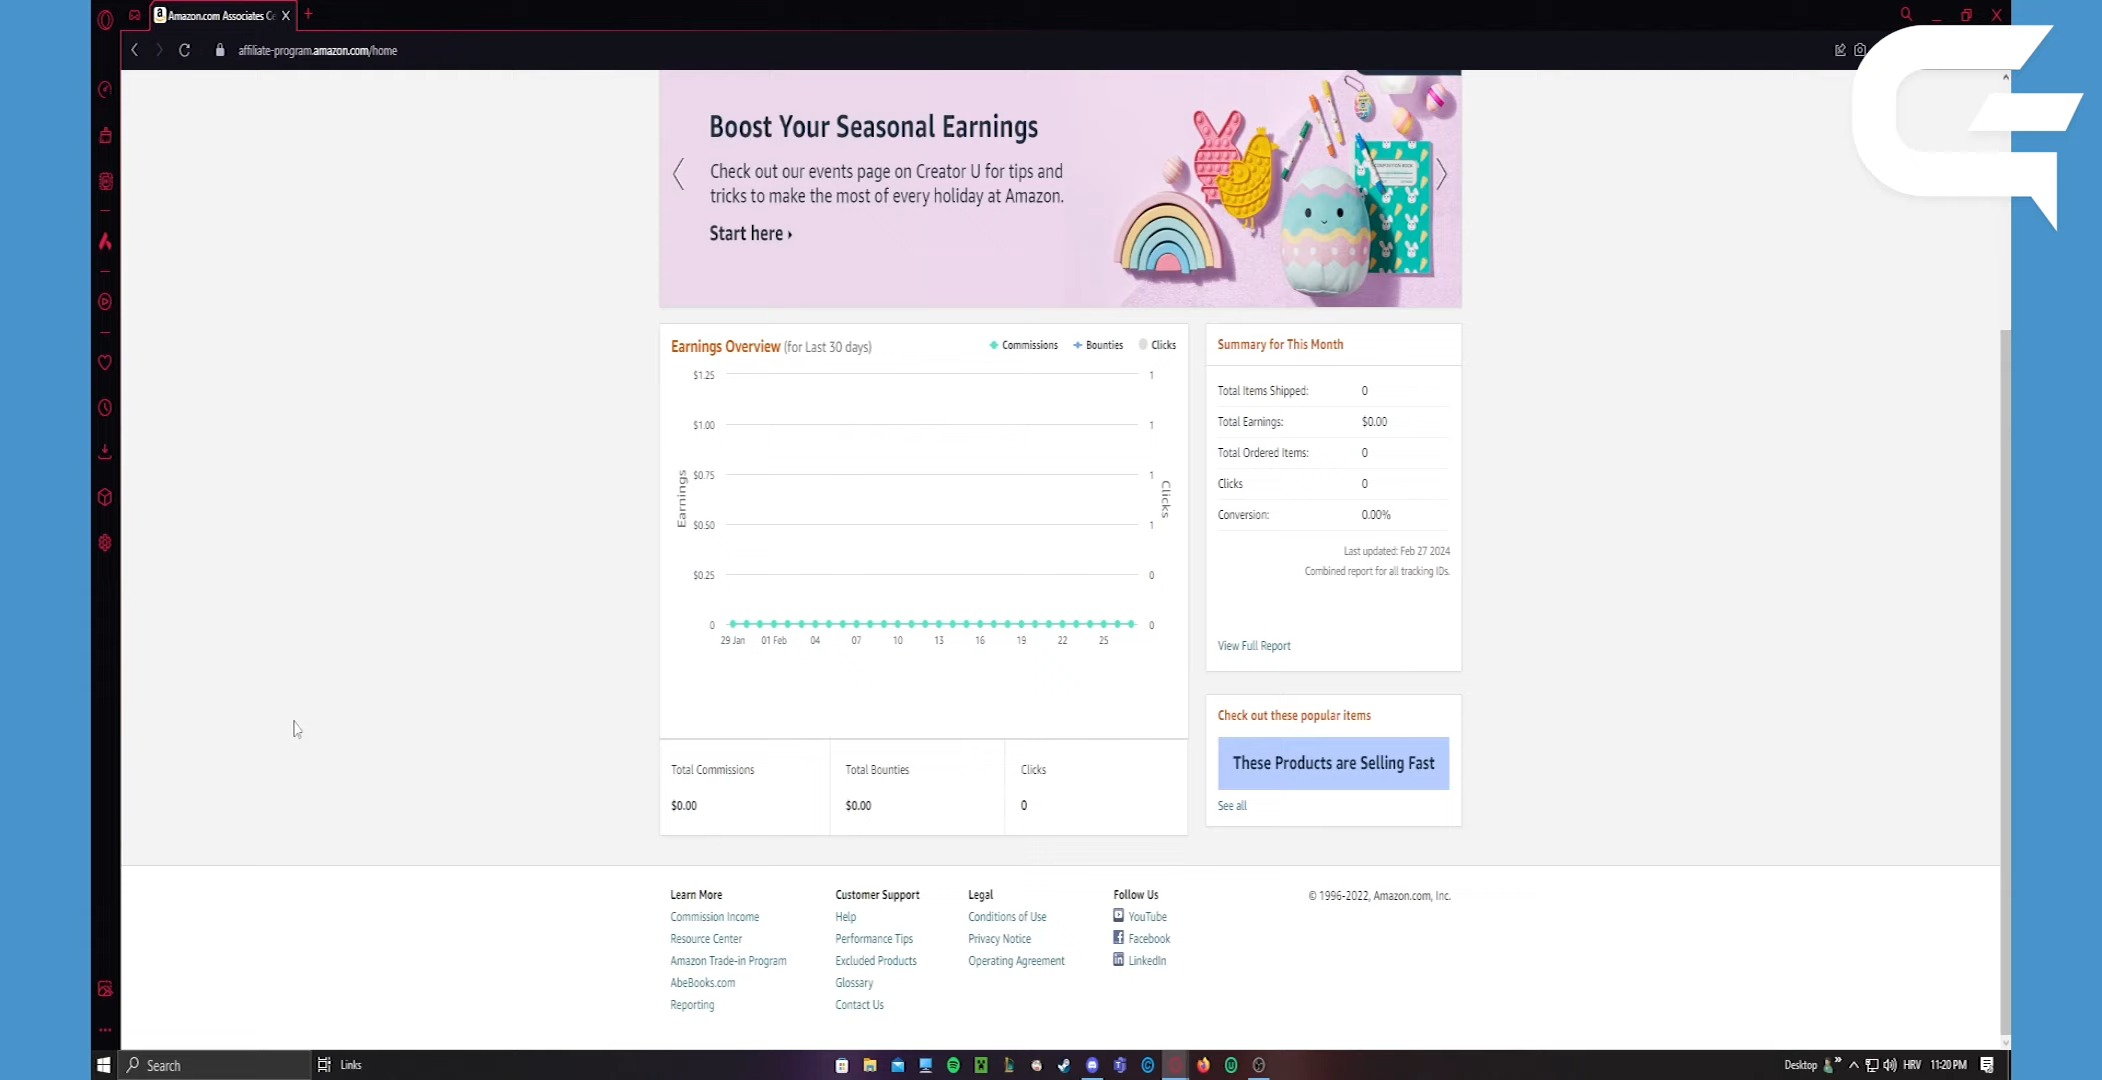 Amazon.com Associates Ce
affiliate-program.amazon.com/home
Boost Your Seasonal Earnings
Check out our events page on Creator U for tips and
tricks to make the most of every holiday at Amazon.
Start here
Earnings Overview (for Last 30 days)
Commissions
Bounties
Clicks
$1.25
$1.00
$0.75
$0.50
$0.25
0
Earnings
1
1
1
1
0
0
Clicks
29 Jan
01 Feb
04
07
10
13
16
19
22
25
Total Commissions
$0.00
Total Bounties
$0.00
Clicks
0
Summary for This Month
Total Items Shipped: 0
Total Earnings: $0.00
Total Ordered Items: 0
Clicks 0
Conversion: 0.00%
Last updated: Feb 27 2024
Combined report for all tracking IDs.
View Full Report
Check out these popular items
These Products are Selling Fast
See all
Learn More
Commission Income
Resource Center
Amazon Trade-in Program
AbeBooks.com
Reporting
Customer Support
Help
Performance Tips
Excluded Products
Glossary
Contact Us
Legal
Conditions of Use
Privacy Notice
Operating Agreement
Follow Us
YouTube
Facebook
LinkedIn
© 1996-2022, Amazon.com, Inc.
Search
Links
Desktop
HRV
11:20 PM